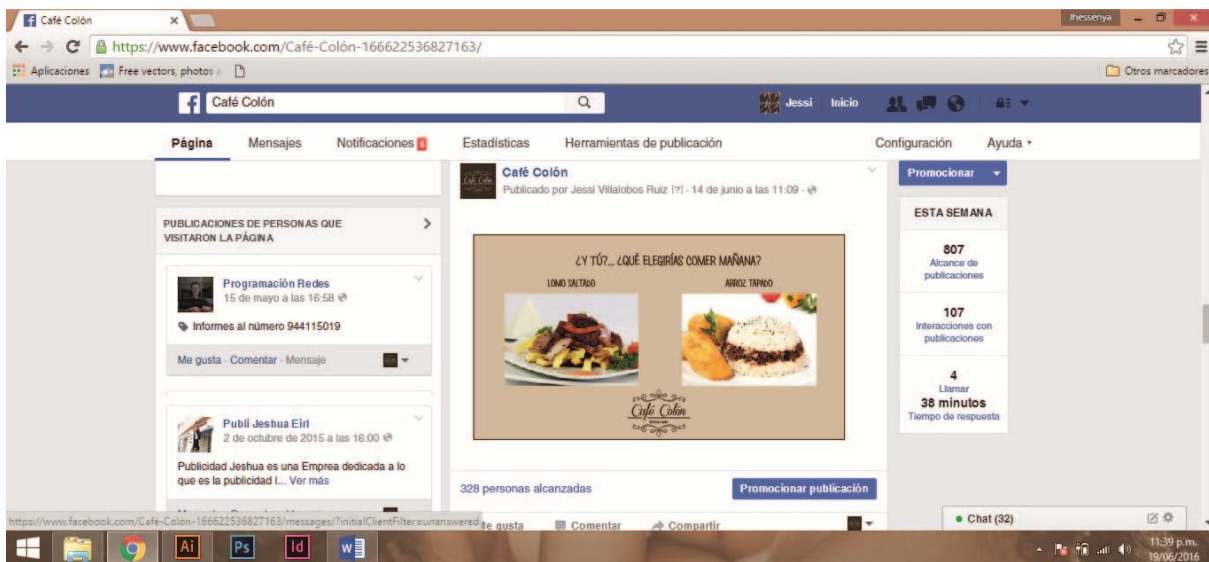 Café Colón
Jhessenya
https://www.facebook.com/Café-Colón-166622536827163/
Aplicaciones
Free vectors, photos
Otros marcadores
Café Colón
Jessi
Inicio
Página
Mensajes
Notificaciones
Estadísticas
Herramientas de publicación
Configuración
Ayuda
PUBLICACIONES DE PERSONAS QUE
VISITARON LA PÁGINA
Programación Redes
15 de mayo a las 16:58
Informes al número 944115019
Me gusta · Comentar · Mensaje
Publi Jeshua Eirl
2 de octubre de 2015 a las 16:00
Publicidad Jeshua es una Emprea dedicada a lo
que es la publicidad I... Ver más
Café Colón
Publicado por Jessi Villalobos Ruiz [?] · 14 de junio a las 11:09 ·
¿Y TÚ?... ¿QUÉ ELEGIRÍAS COMER MAÑANA?
LOMO SALTADO
ARROZ TAPADO
Café Colón
328 personas alcanzadas
Promocionar publicación
Me gusta
Comentar
Compartir
Promocionar
ESTA SEMANA
807
Alcance de
publicaciones
107
Interacciones con
publicaciones
4
Llamar
38 minutos
Tiempo de respuesta
Chat (32)
https://www.facebook.com/Café-Colón-166622536827163/messages/?initialClientFilter=unanswered
Ai
Ps
Id
W
11:39 p.m.
19/06/2016